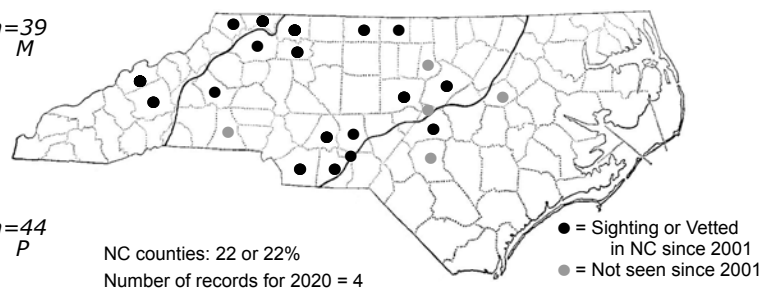 n=39
M
n=44
P
NC counties: 22 or 22%
Number of records for 2020 = 4
● = Sighting or Vetted
in NC since 2001
● = Not seen since 2001